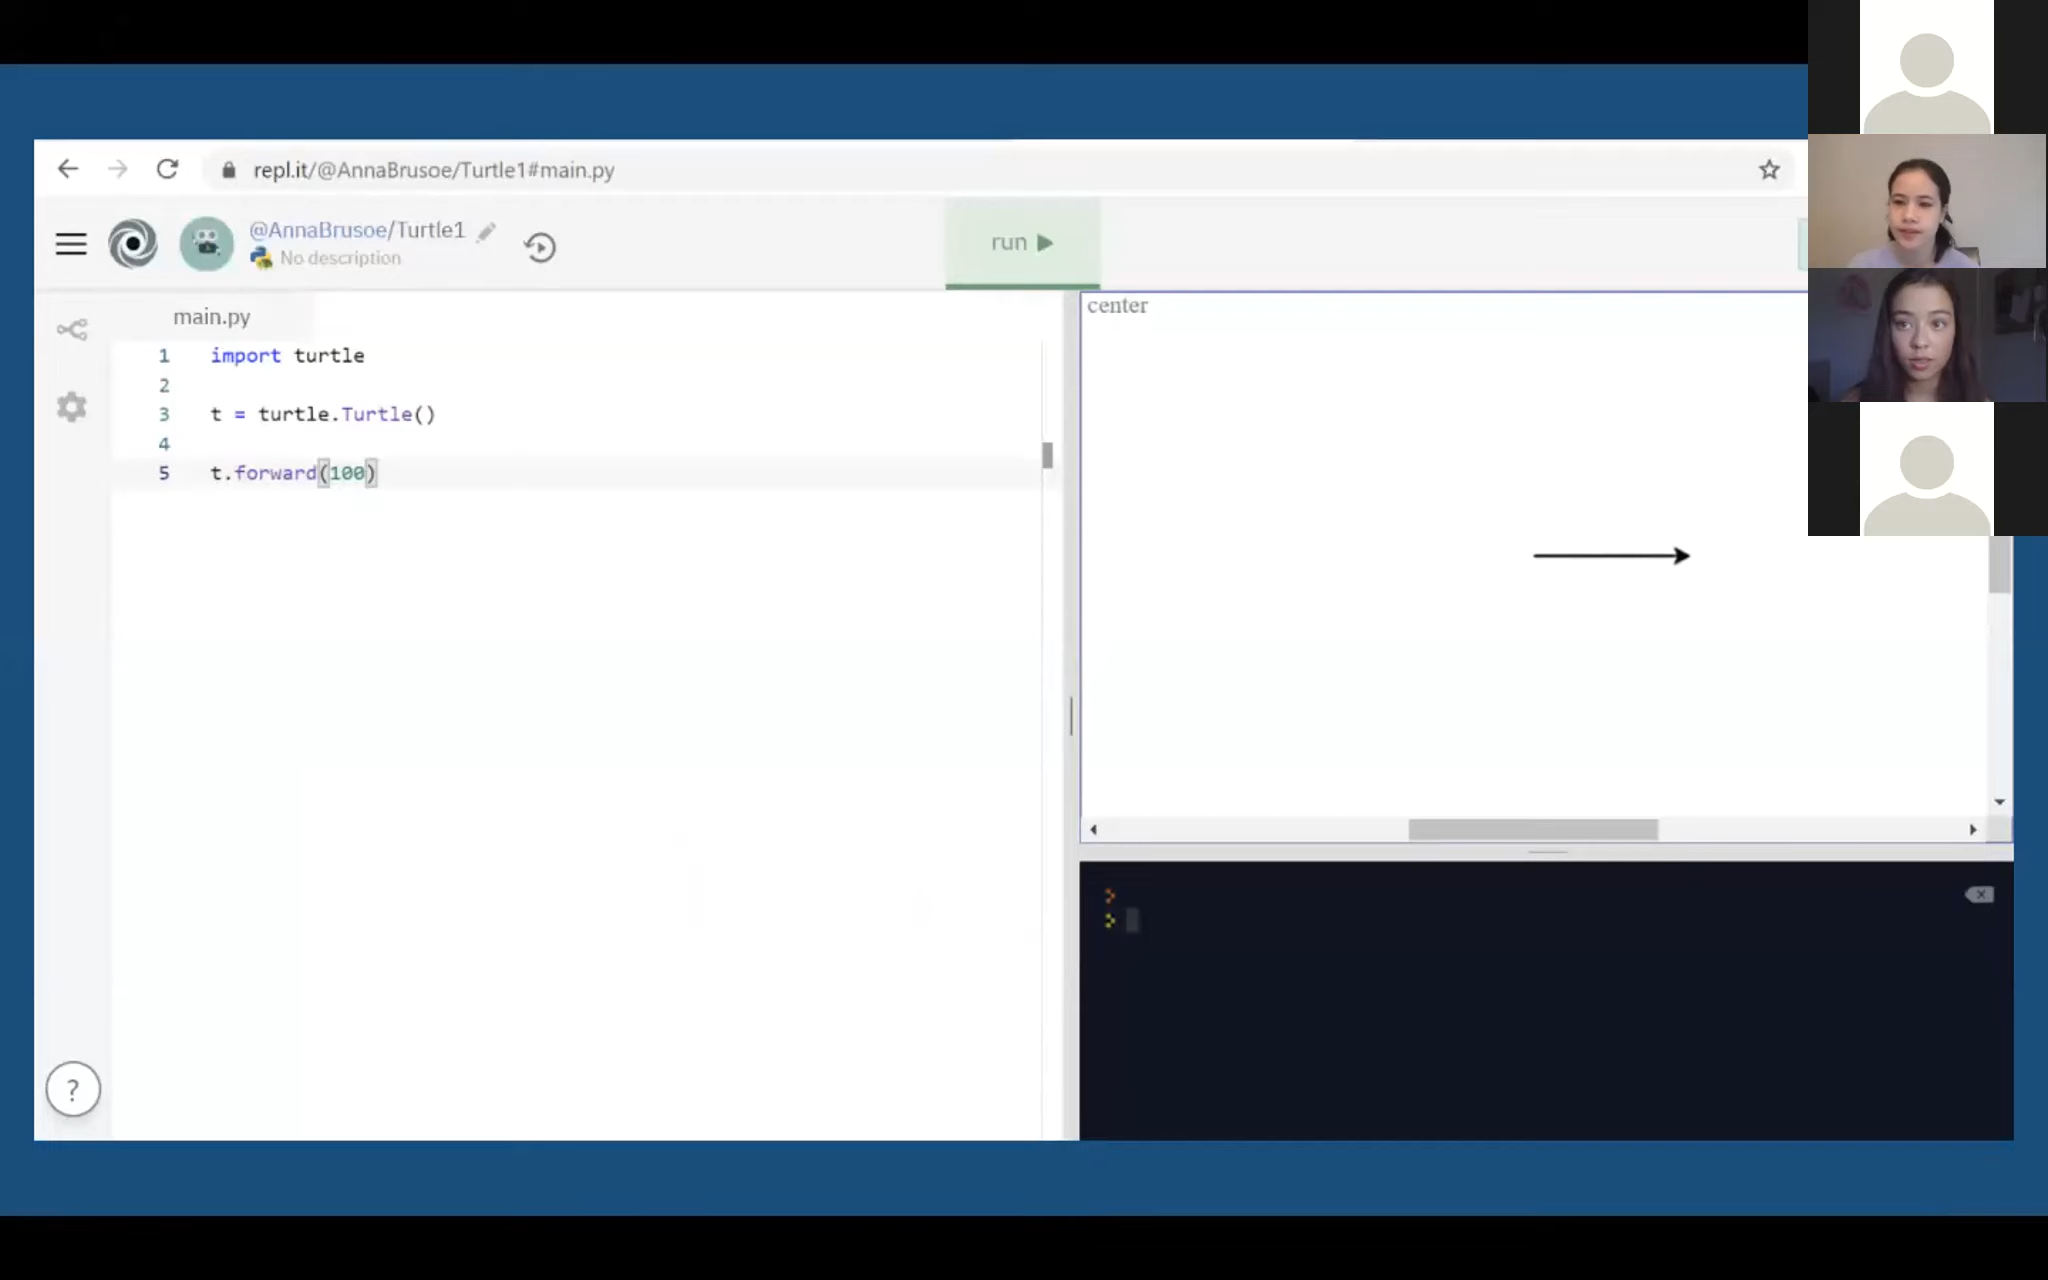 repl.it/@AnnaBrusoe/Turtle1#main.py
@AnnaBrusoe/Turtle1
No description
run
main.py
1 import turtle
2
3 t = turtle.Turtle()
4
5 t.forward(100)
center
>
>
?